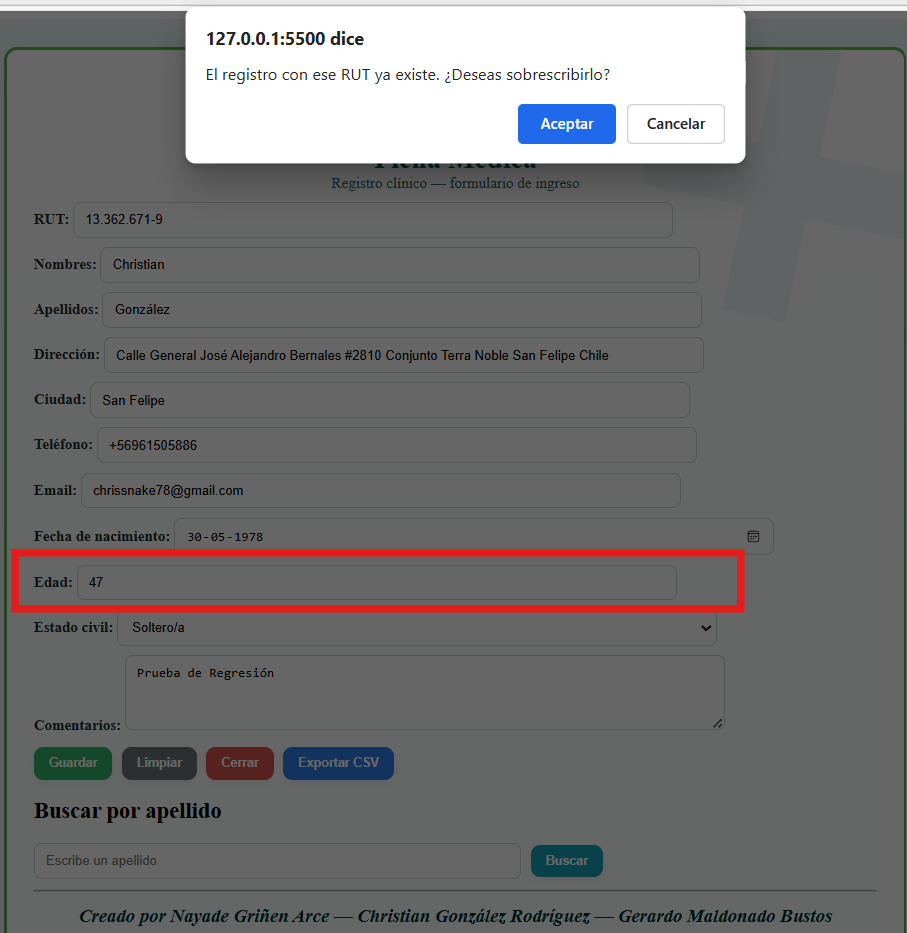 127.0.0.1:5500 dice
El registro con ese RUT ya existe. ¿Deseas sobrescribirlo?
Aceptar Cancelar
Ficha Médica
Registro clínico — formulario de ingreso
RUT: 13.362.671-9
Nombres: Christian
Apellidos: González
Dirección: Calle General José Alejandro Bernales #2810 Conjunto Terra Noble San Felipe Chile
Ciudad: San Felipe
Teléfono: +56961505886
Email: chrissnake78@gmail.com
Fecha de nacimiento: 30-05-1978
Edad: 47
Estado civil: Soltero/a
Prueba de Regresión
Comentarios:
Guardar Limpiar Cerrar Exportar CSV
Buscar por apellido
Escribe un apellido Buscar
Creado por Nayade Griñen Arce — Christian González Rodríguez — Gerardo Maldonado Bustos